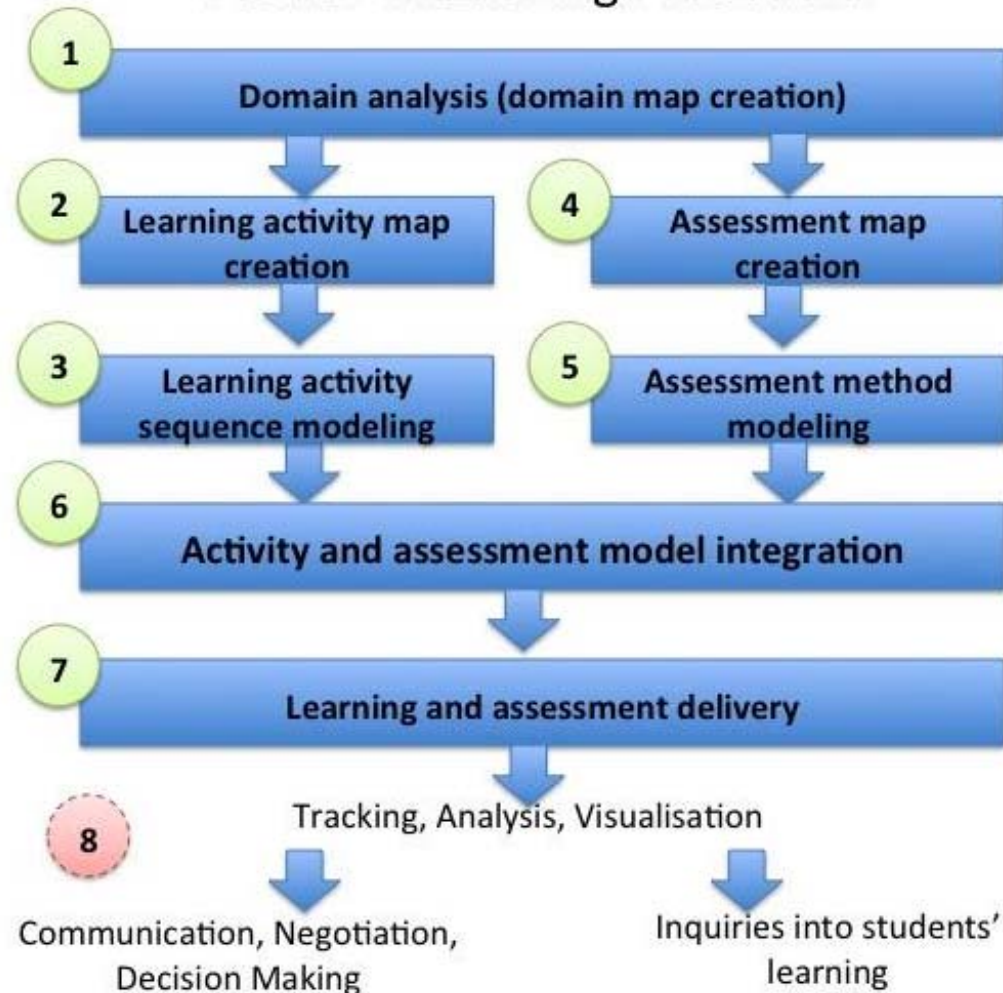 1
Domain analysis (domain map creation)
2
Learning activity map
creation
4
Assessment map
creation
3
Learning activity
sequence modeling
5
Assessment method
modeling
6
Activity and assessment model integration
7
Learning and assessment delivery
8
Tracking, Analysis, Visualisation
Communication, Negotiation,
Decision Making
Inquiries into students'
learning